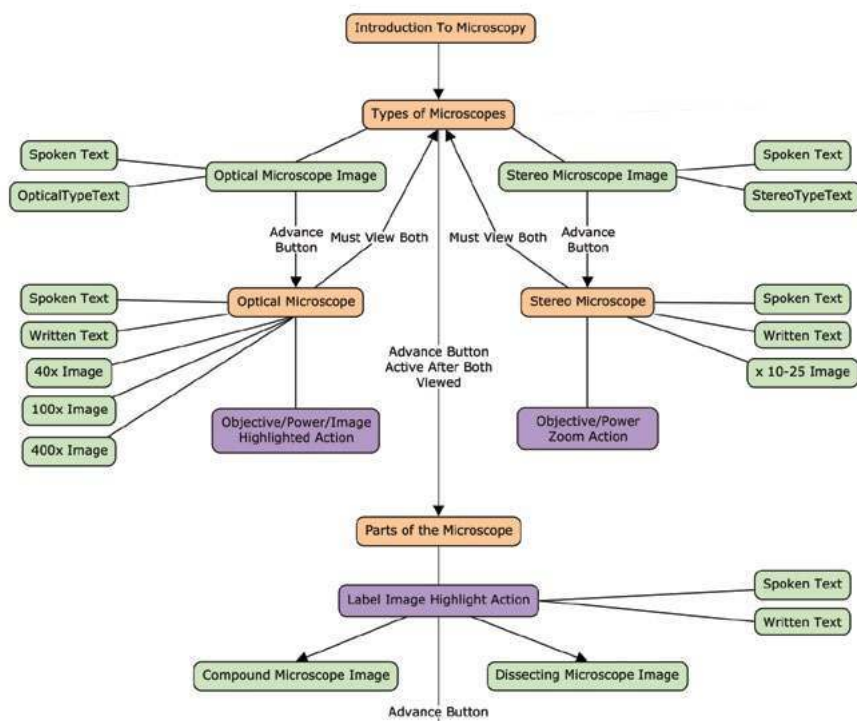 Introduction To Microscopy
Types of Microscopes
Spoken Text
Optical Microscope Image
OpticalTypeText
Stereo Microscope Image
Spoken Text
StereoTypeText
Advance
Button
Must View Both
Must View Both
Advance
Button
Spoken Text
Optical Microscope
Written Text
40x Image
100x Image
400x Image
Stereo Microscope
Spoken Text
Written Text
x 10-25 Image
Advance Button
Active After Both
Viewed
Objective/Power/Image
Highlighted Action
Objective/Power
Zoom Action
Parts of the Microscope
Label Image Highlight Action
Spoken Text
Written Text
Compound Microscope Image
Dissecting Microscope Image
Advance Button